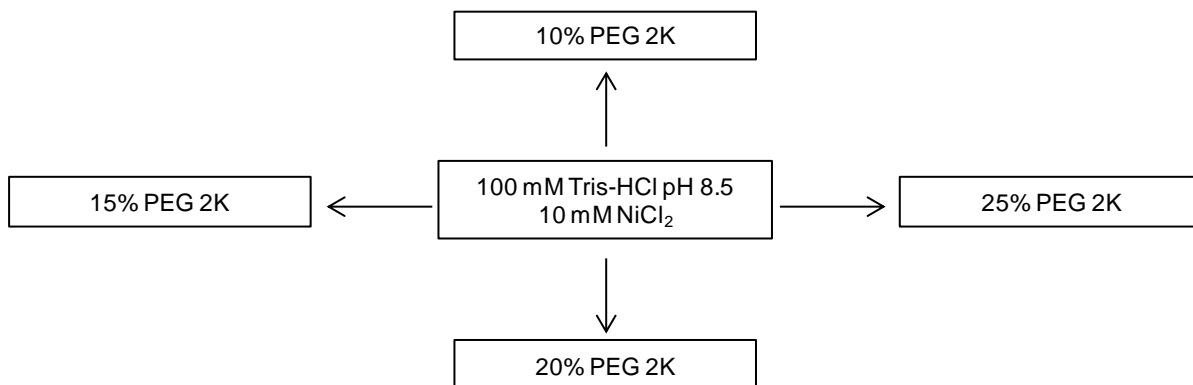 10% PEG 2K
15% PEG 2K
100 mM Tris-HCl pH 8.5
10 mM NiCl₂
25% PEG 2K
20% PEG 2K